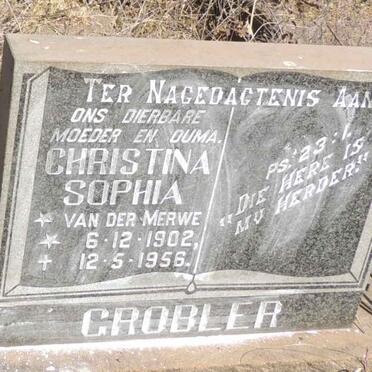 TER NAGEDAGTENIS AAN
ONS DIERBARE
MOEDER EN OUMA.
CHRISTINA
SOPHIA
VAN DER MERWE
6-12-1902,
12-5-1956.
PS. 23:1.
"DIE HERE IS
MY HERDER."
GROBLER